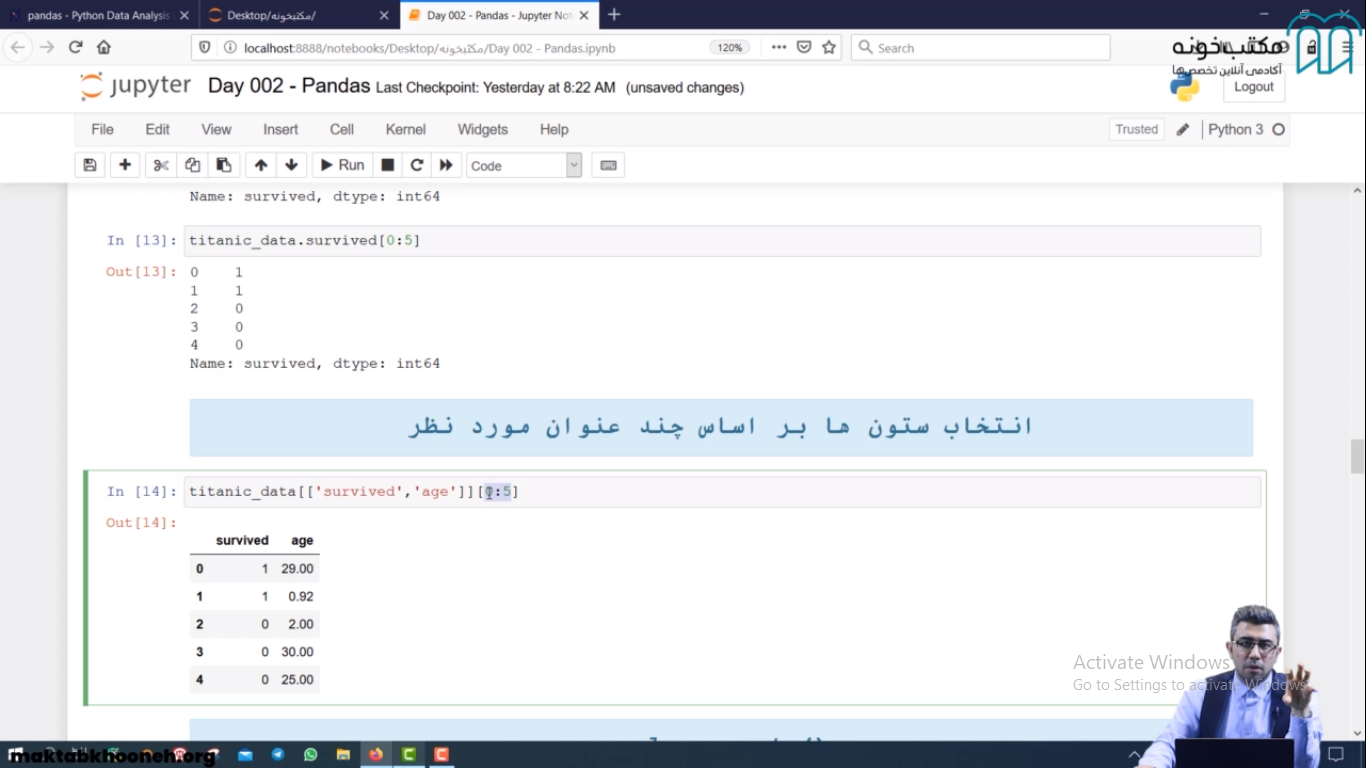 pandas - Python Data Analysis
Desktop/مکتبخونه/
Day 002 - Pandas - Jupyter Not
localhost:8888/notebooks/Desktop/مکتبخونه/Day 002 - Pandas.ipynb
120%
Search
مکتب‌خونه
آکادمی آنلاین تخصص‌ها
jupyter
Day 002 - Pandas Last Checkpoint: Yesterday at 8:22 AM (unsaved changes)
Logout
File Edit View Insert Cell Kernel Widgets Help
Trusted
Python 3
Run
Code
Name: survived, dtype: int64
In [13]: titanic_data.survived[0:5]
Out[13]: 0 1
1 1
2 0
3 0
4 0
Name: survived, dtype: int64
انتخاب ستون ها بر اساس چند عنوان مورد نظر
In [14]: titanic_data[['survived','age']][0:5]
Out[14]:
survived age
0 1 29.00
1 1 0.92
2 0 2.00
3 0 30.00
4 0 25.00
Activate Windows
Go to Settings to activate Windows.
maktabkhooneh.org